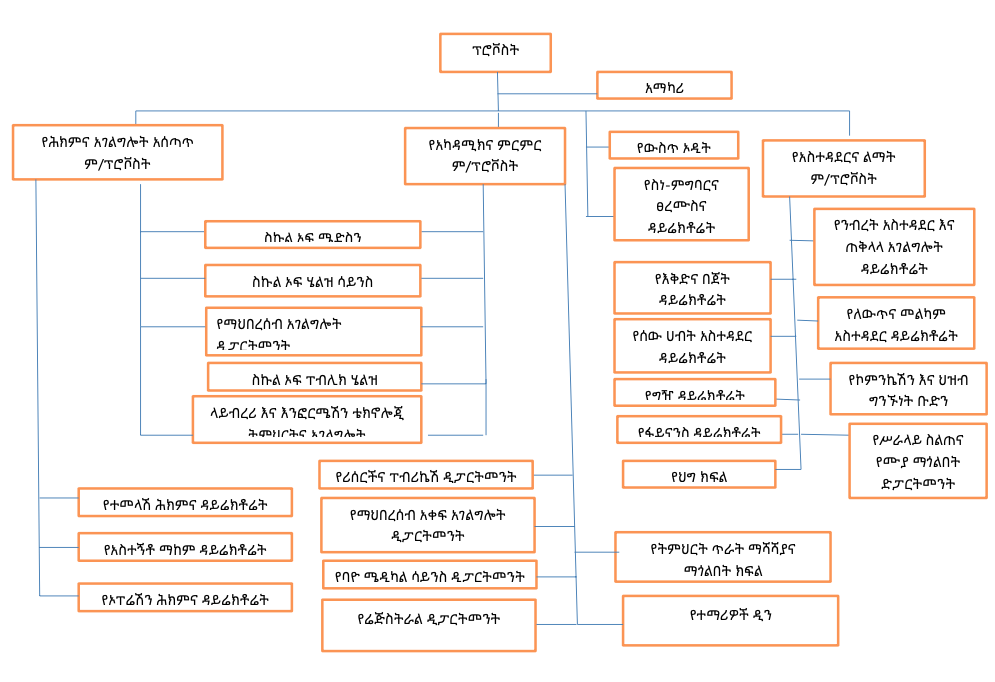 ፕሮቮስት
አማካሪ
የሕክምና አገልግሎት አሰጣጥ
ም/ፕሮቮስት
የአካዳሚክና ምርምር
ም/ፕሮቮስት
የውስጥ ኦዲት
የስነ-ምግባርና
ፀረሙስና
ዳይሬክቶሬት
የአስተዳደርና ልማት
ም/ፕሮቮስት
ስኩል ኦፍ ሜድስን
ስኩል ኦፍ ሄልዝ ሳይንስ
የማህበረሰብ አገልግሎት
ዲፓርትመንት
ስኩል ኦፍ ፐብሊክ ሄልዝ
ላይብረሪ እና እንፎርሜሽን ቴክኖሎጂ
ትምህርትና አገልግሎት
የእቅድና በጀት
ዳይሬክቶሬት
የሰው ሀብት አስተዳደር
ዳይሬክቶሬት
የግዥ ዳይሬክቶሬት
የፋይናንስ ዳይሬክቶሬት
የህግ ክፍል
የንብረት አስተዳደር እና
ጠቅላላ አገልግሎት
ዳይሬክቶሬት
የለውጥና መልካም
አስተዳደር ዳይሬክቶሬት
የኮምንኬሽን እና ህዝብ
ግንኙነት ቡድን
የሥራላይ ስልጠና
የሙያ ማጎልበት
ድፓርትመንት
የተመላሽ ሕክምና ዳይሬክቶሬት
የአስተኝቶ ማከም ዳይሬክቶሬት
የኦፐሬሽን ሕክምና ዳይሬክቶሬት
የሪሰርችና ፐብሪኬሽ ዲፓርትመንት
የማህበረሰብ አቀፍ አገልግሎት
ዲፓርትመንት
የባዮ ሜዲካል ሳይንስ ዲፓርትመንት
የሬጅስትራል ዲፓርትመንት
የትምህርት ጥራት ማሻሻያና
ማጎልበት ክፍል
የተማሪዎች ዲን